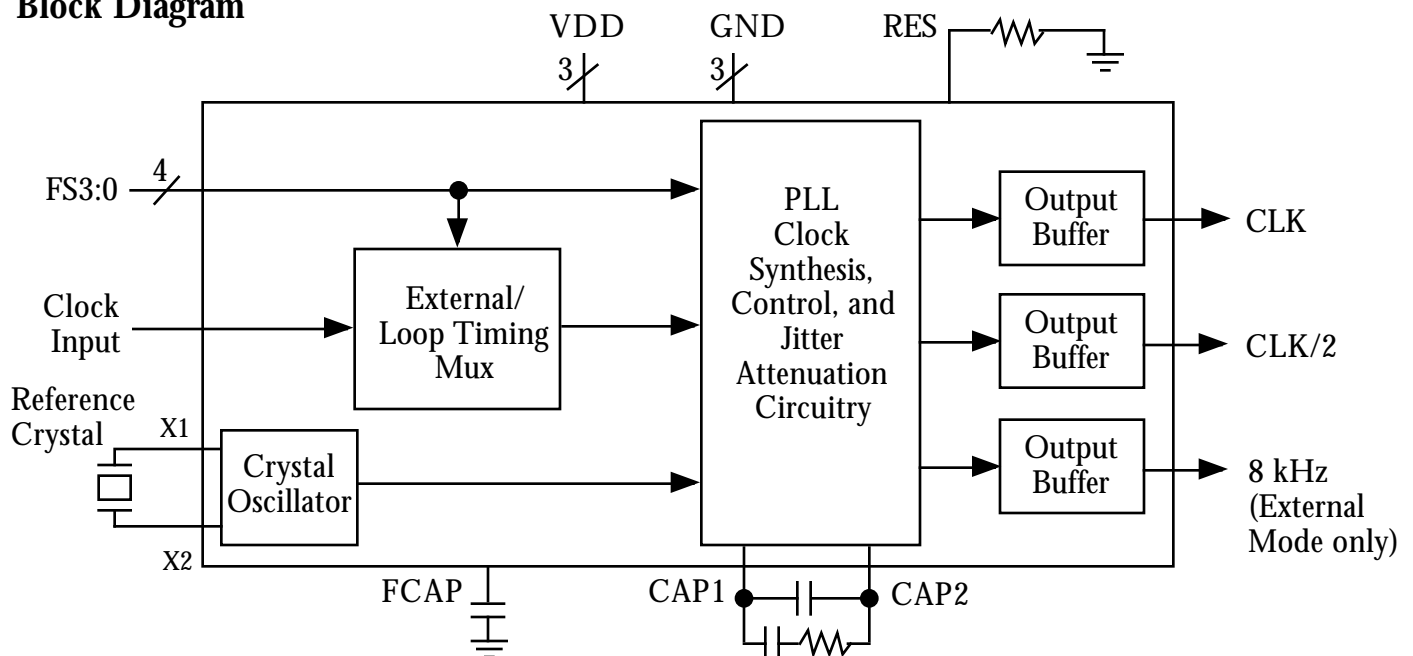 Block Diagram
VDD
GND
RES
3
3
FS3:0
4
PLL
Clock
Synthesis,
Control, and
Jitter
Attenuation
Circuitry
Output
Buffer
CLK
Clock
Input
External/
Loop Timing
Mux
Output
Buffer
CLK/2
Reference
Crystal
X1
X2
Crystal
Oscillator
Output
Buffer
8 kHz
(External
Mode only)
FCAP
CAP1
CAP2